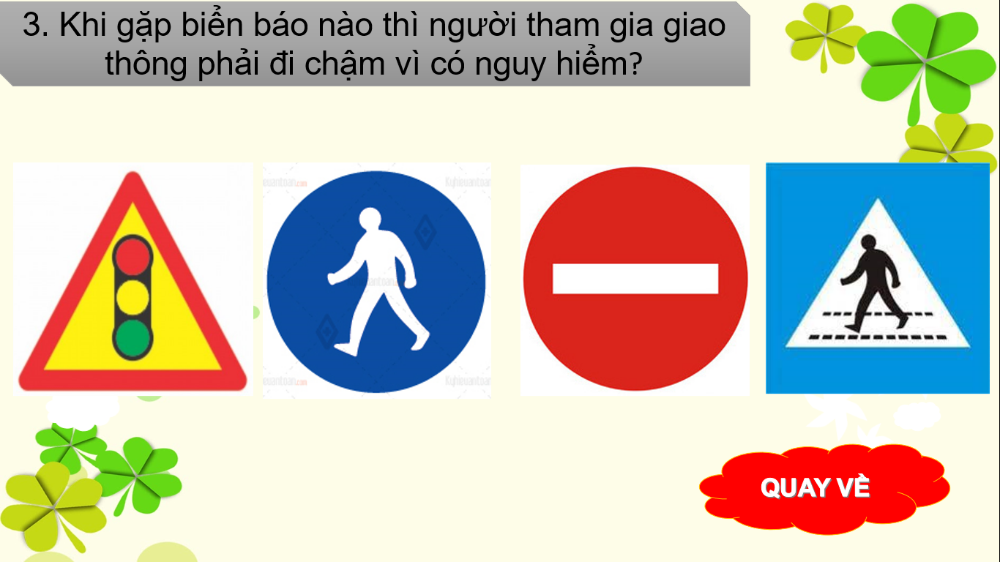 3. Khi gặp biển báo nào thì người tham gia giao
thông phải đi chậm vì có nguy hiểm?
Kyhieuantoan
QUAY VỀ